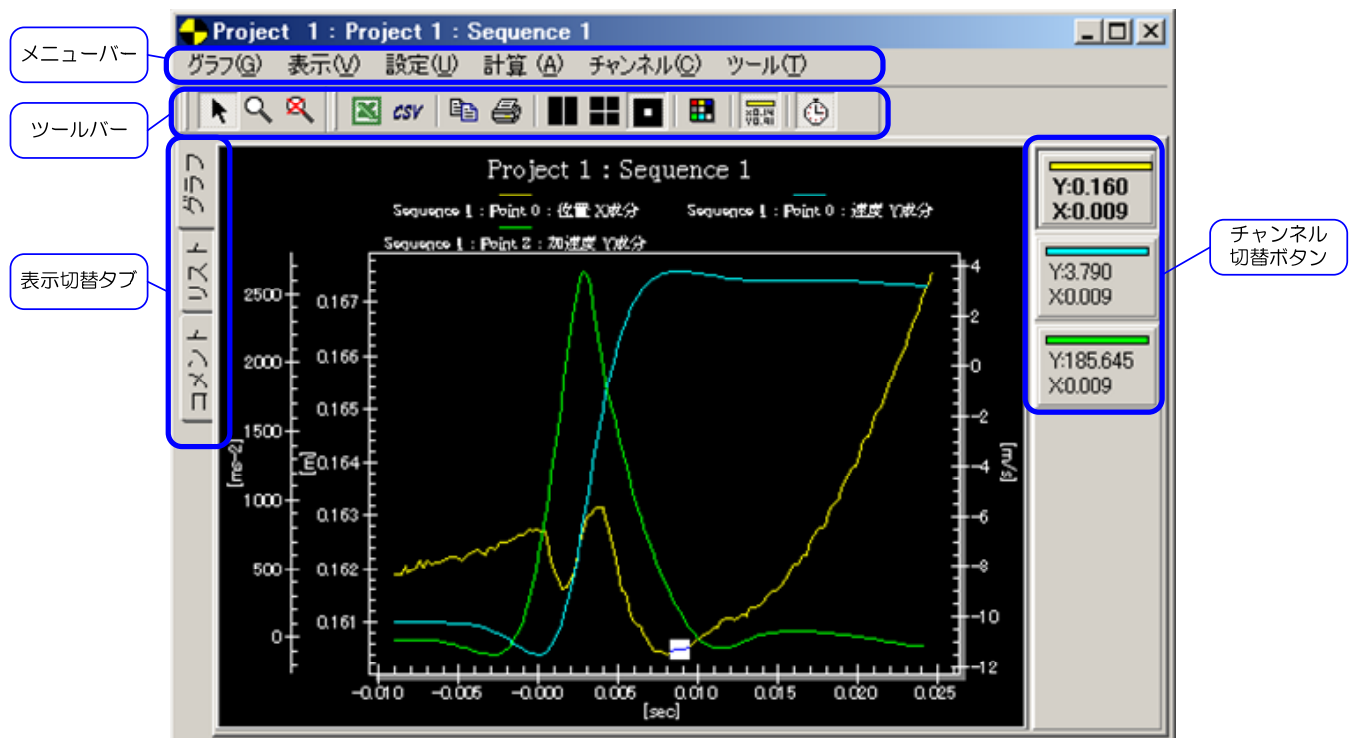 Project 1 : Project 1 : Sequence 1
メニューバー
グラフ(G) 表示(V) 設定(U) 計算 (A) チャンネル(C) ツール(T)
ツールバー
CSV
X0.14
Y0.91
表示切替タブ
グラフ
リスト
コメント
Project 1 : Sequence 1
Sequence 1 : Point 0 : 位置 X成分 Sequence 1 : Point 0 : 速度 Y成分
Sequence 1 : Point 2 : 加速度 Y成分
2500
2000
1500
1000
500
0
[ms-2]
0.167
0.166
0.165
0.164
0.163
0.162
0.161
[m]
4
2
0
-2
-4
-6
-8
-10
-12
[m/s]
-0.010 -0.005 -0.000 0.005 0.010 0.015 0.020 0.025
[sec]
Y:0.160
X:0.009
Y:3.790
X:0.009
Y:185.645
X:0.009
チャンネル
切替ボタン